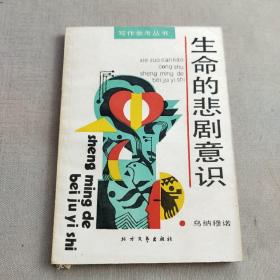 写作参考丛书
xie zuo can kao
cong shu
sheng ming de
bei ju yi shi
生命的悲剧意识
sheng
ming de
bei ju yi shi
乌纳穆诺
北方文艺出版社